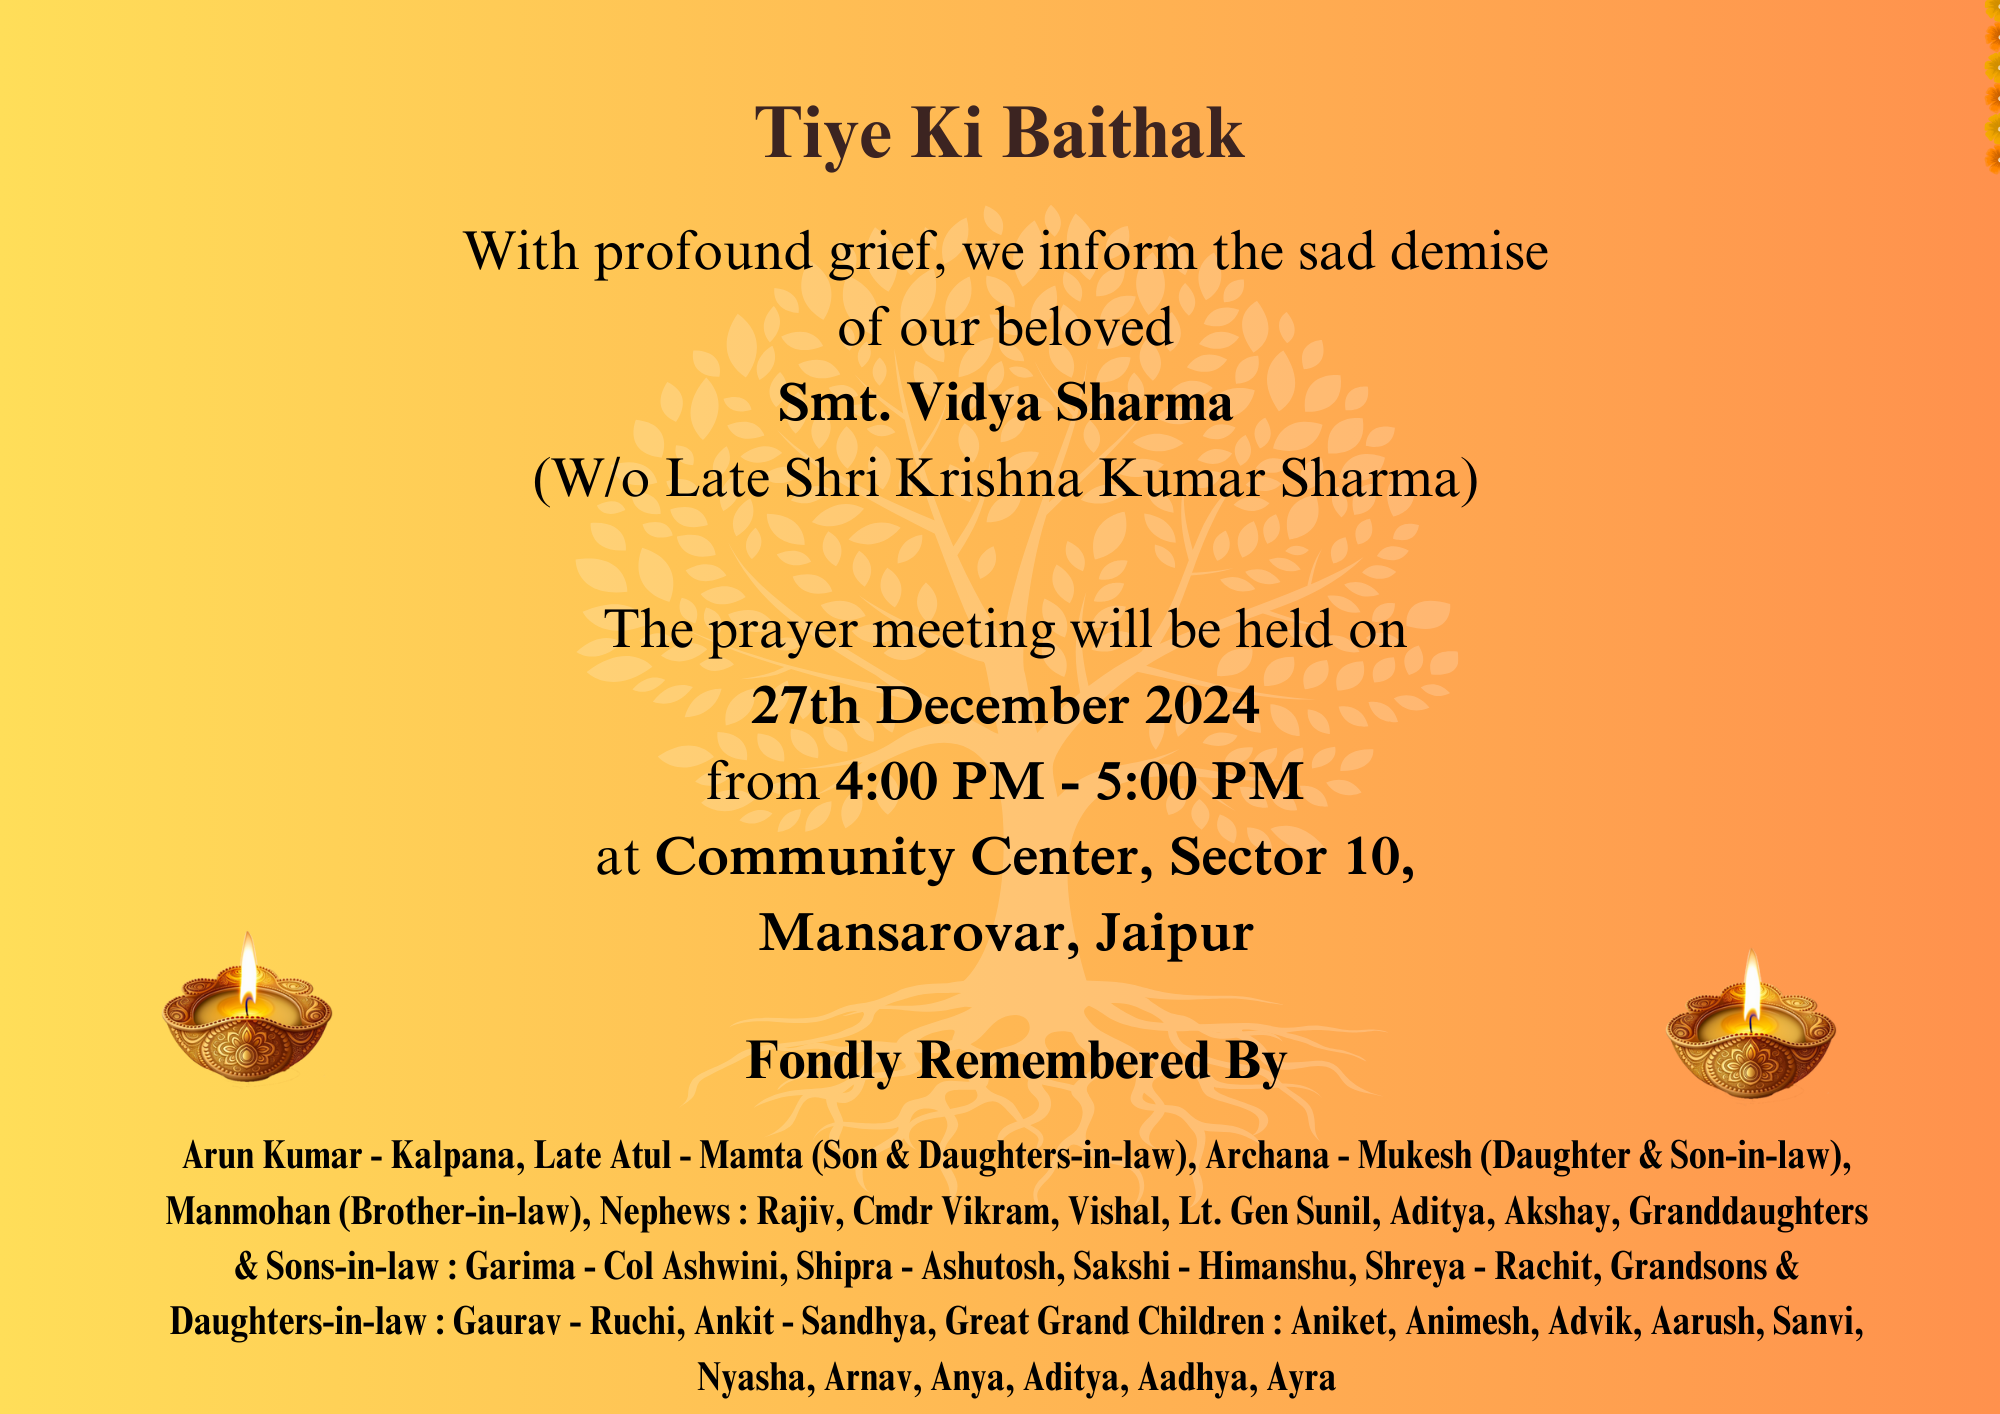 Tiye Ki Baithak
With profound grief, we inform the sad demise
of our beloved
Smt. Vidya Sharma
(W/o Late Shri Krishna Kumar Sharma)
The prayer meeting will be held on
27th December 2024
from 4:00 PM - 5:00 PM
at Community Center, Sector 10,
Mansarovar, Jaipur
Fondly Remembered By
Arun Kumar - Kalpana, Late Atul - Mamta (Son & Daughters-in-law), Archana - Mukesh (Daughter & Son-in-law),
Manmohan (Brother-in-law), Nephews : Rajiv, Cmdr Vikram, Vishal, Lt. Gen Sunil, Aditya, Akshay, Granddaughters
& Sons-in-law : Garima - Col Ashwini, Shipra - Ashutosh, Sakshi - Himanshu, Shreya - Rachit, Grandsons &
Daughters-in-law : Gaurav - Ruchi, Ankit - Sandhya, Great Grand Children : Aniket, Animesh, Advik, Aarush, Sanvi,
Nyasha, Arnav, Anya, Aditya, Aadhya, Ayra